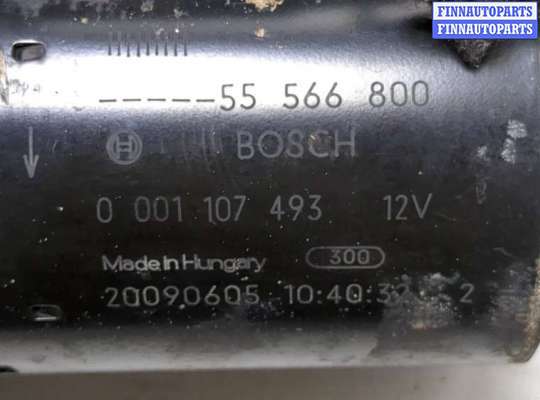 FINNAUTOPARTS
FINNAUTOPARTS
-----55 566 800
BOSCH
0 001 107 493 12V
Made in Hungary 300
20090605 10:40:32 2